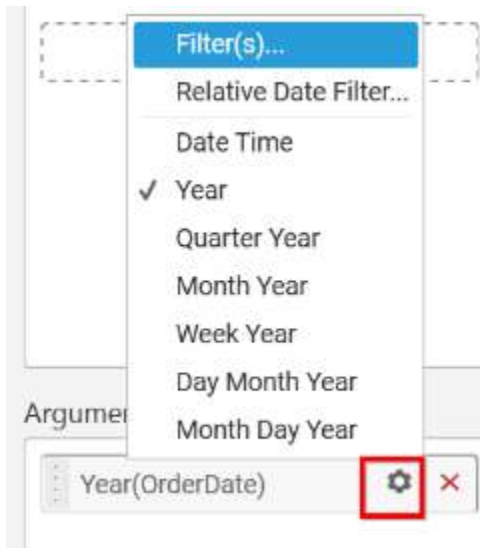 Filter(s)...
Relative Date Filter...
Date Time
Year
Quarter Year
Month Year
Week Year
Day Month Year
Month Day Year
Argumen
Year(OrderDate)